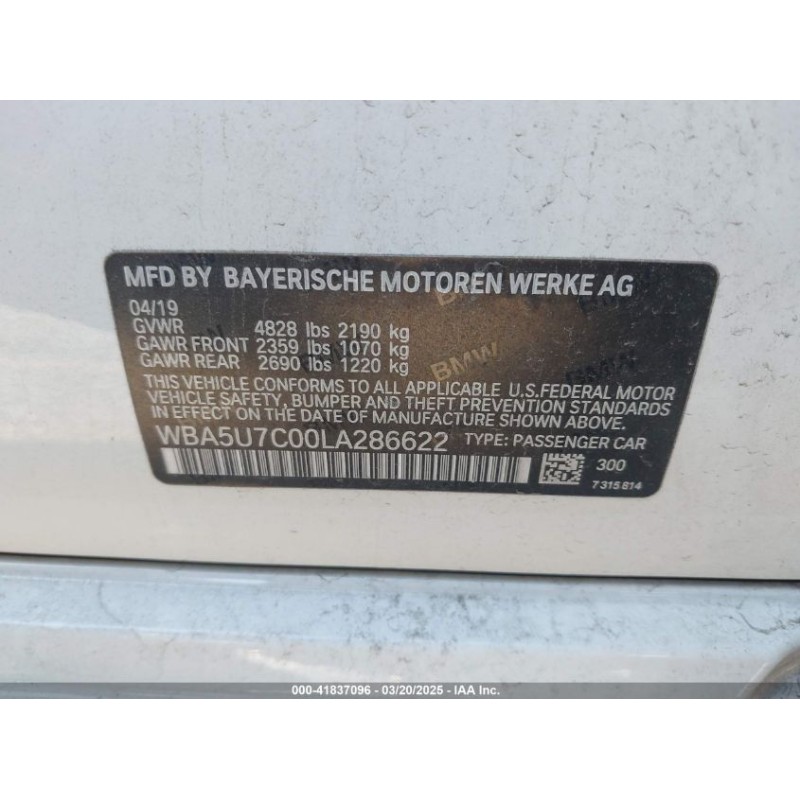 MFD BY BAYERISCHE MOTOREN WERKE AG
04/19
GVWR 4828 lbs 2190 kg
GAWR FRONT 2359 lbs 1070 kg
GAWR REAR 2690 lbs 1220 kg
THIS VEHICLE CONFORMS TO ALL APPLICABLE U.S.FEDERAL MOTOR
VEHICLE SAFETY, BUMPER AND THEFT PREVENTION STANDARDS
IN EFFECT ON THE DATE OF MANUFACTURE SHOWN ABOVE.
WBA5U7C00LA286622 TYPE: PASSENGER CAR
300
7 315 814
BMW
000-41837096 - 03/20/2025 - IAA Inc.